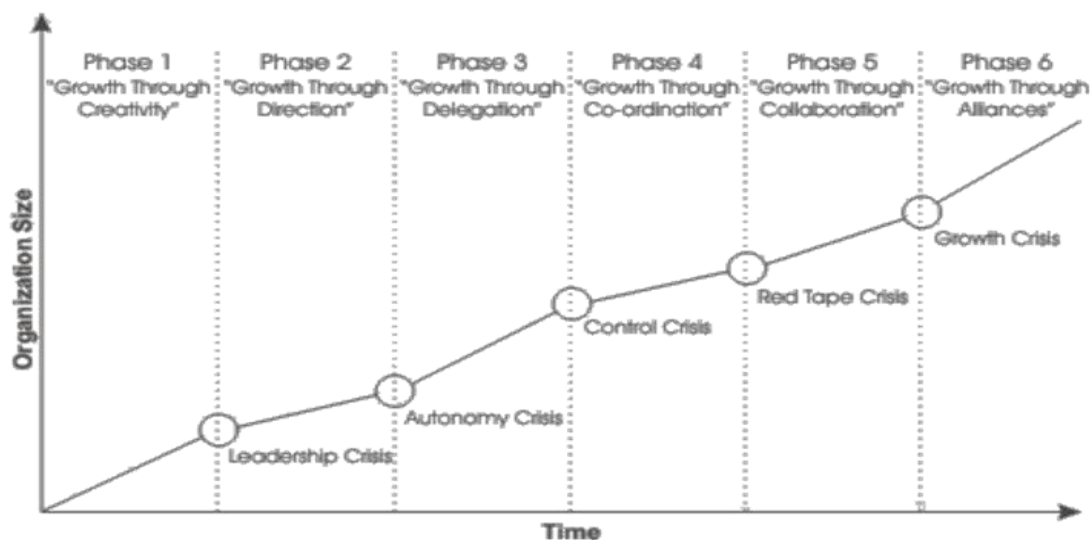 Phase 1
"Growth Through
Creativity"
Phase 2
"Growth Through
Direction"
Phase 3
"Growth Through
Delegation"
Phase 4
"Growth Through
Co-ordination"
Phase 5
"Growth Through
Collaboration"
Phase 6
"Growth Through
Alliances"
Organization Size
Growth Crisis
Red Tape Crisis
Control Crisis
Autonomy Crisis
Leadership Crisis
Time